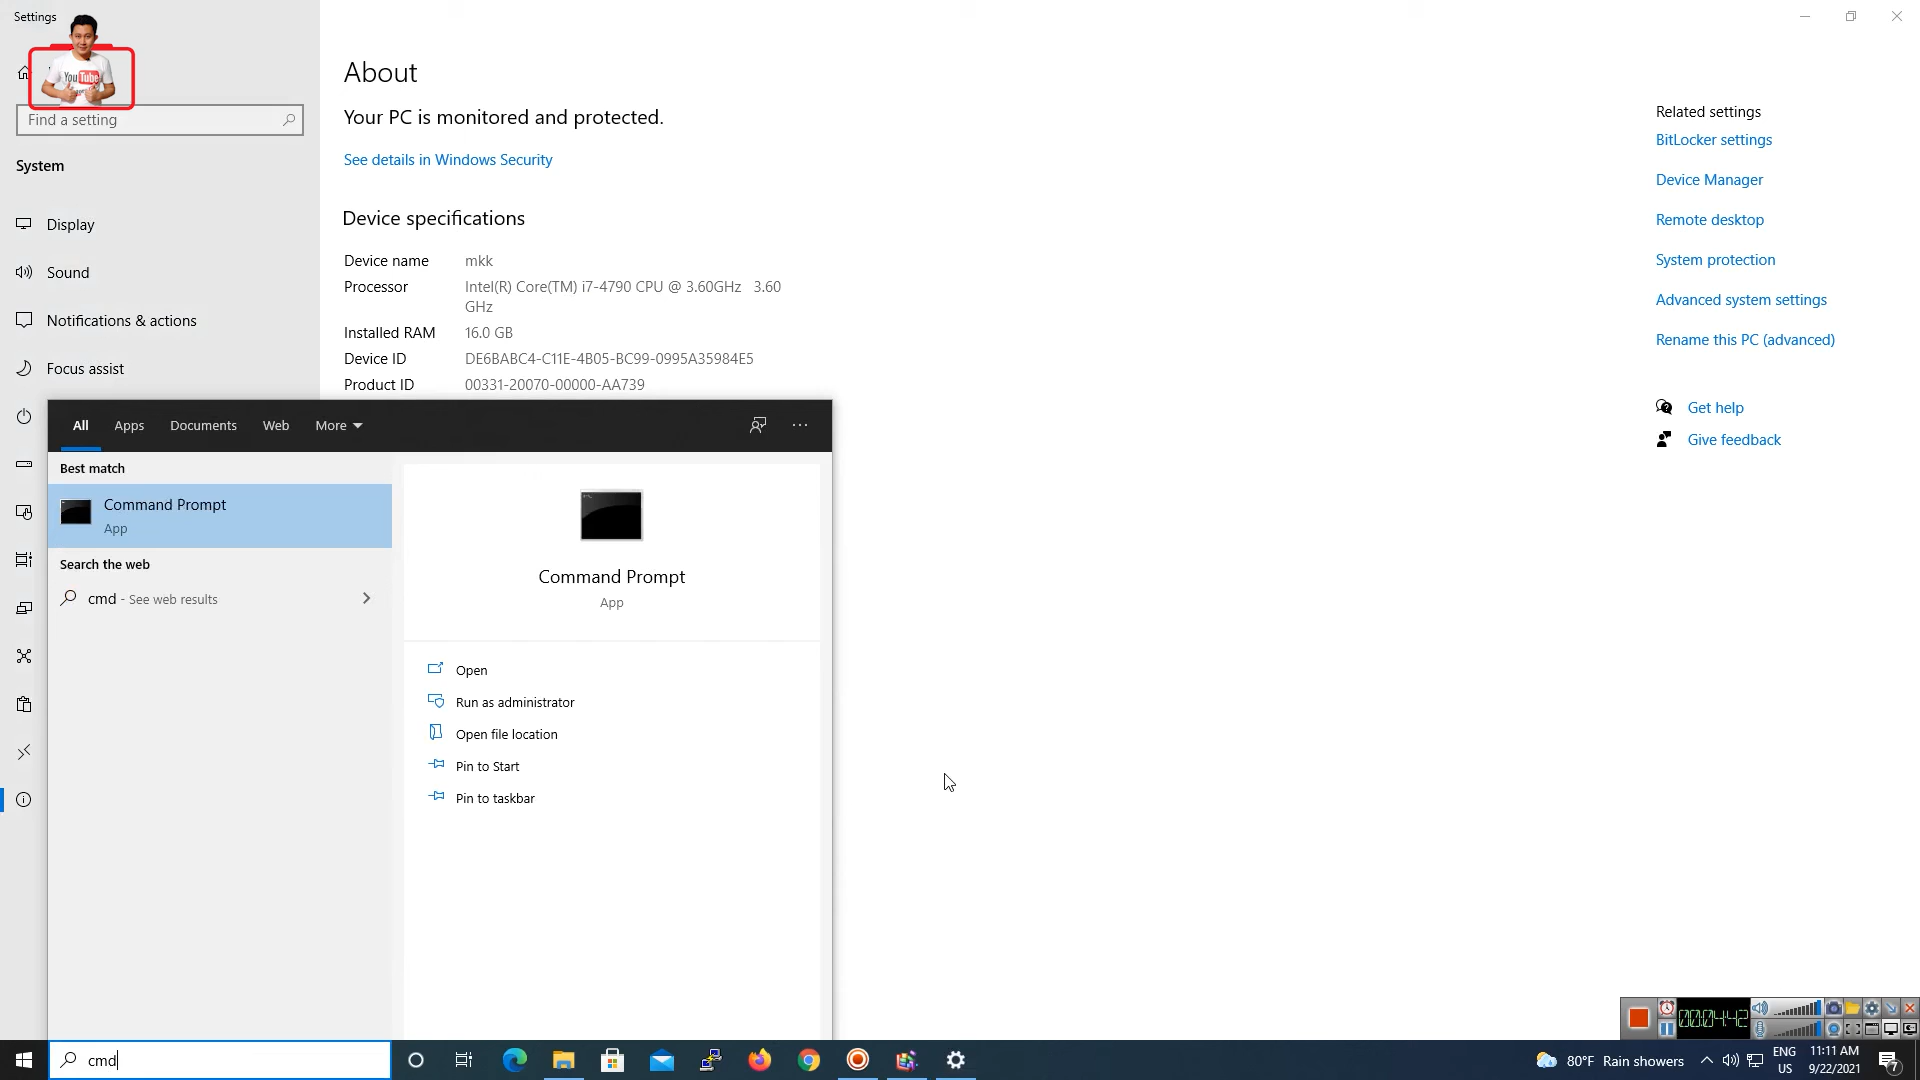 Settings
You Tube
Find a setting
System
Display
Sound
Notifications & actions
Focus assist
About
Your PC is monitored and protected.
See details in Windows Security
Device specifications
Device name mkk
Processor Intel(R) Core(TM) i7-4790 CPU @ 3.60GHz 3.60
GHz
Installed RAM 16.0 GB
Device ID DE6BABC4-C11E-4B05-BC99-0995A35984E5
Product ID 00331-20070-00000-AA739
Related settings
BitLocker settings
Device Manager
Remote desktop
System protection
Advanced system settings
Rename this PC (advanced)
Get help
Give feedback
All Apps Documents Web More
Best match
Command Prompt
App
Search the web
cmd - See web results
Command Prompt
App
Open
Run as administrator
Open file location
Pin to Start
Pin to taskbar
00:04:42
cmd
80°F Rain showers
ENG
US
11:11 AM
9/22/2021
7